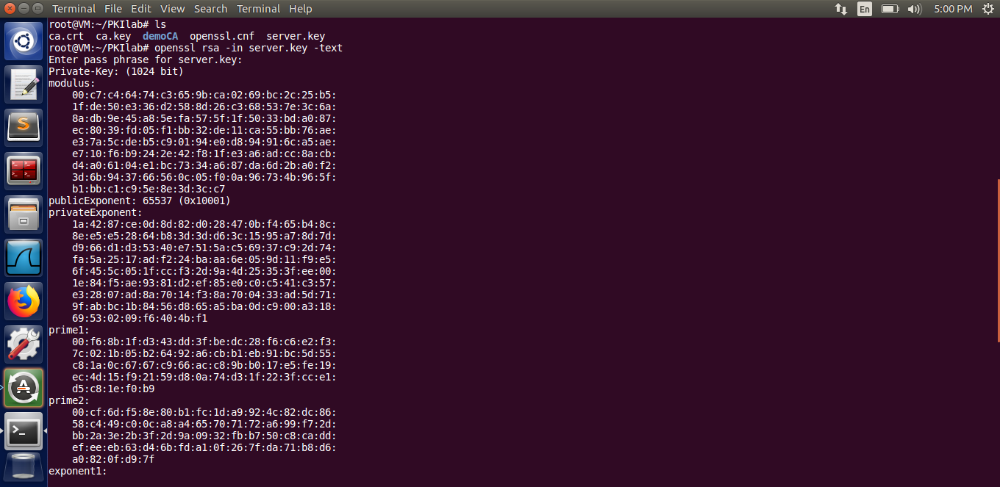 Terminal File Edit View Search Terminal Help En 5:00 PM
root@VM:~/PKIlab# ls
ca.crt ca.key demoCA openssl.cnf server.key
root@VM:~/PKIlab# openssl rsa -in server.key -text
Enter pass phrase for server.key:
Private-Key: (1024 bit)
modulus:
00:c7:c4:64:74:c3:65:9b:ca:02:69:bc:2c:25:b5:
1f:de:50:e3:36:d2:58:8d:26:c3:68:53:7e:3c:6a:
8a:db:9e:45:a8:5e:fa:57:5f:1f:50:33:bd:a0:87:
ec:80:39:fd:05:f1:bb:32:de:11:ca:55:bb:76:ae:
e3:7a:5c:de:b5:c9:01:94:e0:d8:94:91:6c:a5:ae:
e7:10:f6:b9:24:2e:42:f8:1f:e3:a6:ad:cc:8a:cb:
d4:a0:61:04:e1:bc:73:34:a6:87:da:6d:2b:a0:f2:
3d:6b:94:37:66:56:0c:05:f0:0a:96:73:4b:96:5f:
b1:bb:c1:c9:5e:8e:3d:3c:c7
publicExponent: 65537 (0x10001)
privateExponent:
1a:42:87:ce:0d:8d:82:d0:28:47:0b:f4:65:b4:8c:
8e:e5:e5:28:64:b8:3d:3d:d6:3c:15:95:a7:8d:7d:
d9:66:d1:d3:53:40:e7:51:5a:c5:69:37:c9:2d:74:
fa:5a:25:17:ad:f2:24:ba:aa:6e:05:9d:11:f9:e5:
6f:45:5c:05:1f:cc:f3:2d:9a:4d:25:35:3f:ee:00:
1e:84:f5:ae:93:81:d2:ef:85:e0:c0:c5:41:c3:57:
e3:28:07:ad:8a:70:14:f3:8a:70:04:33:ad:5d:71:
9f:ab:bc:1b:84:56:d8:65:a5:ba:0d:c9:00:a3:18:
69:53:02:09:f6:40:4b:f1
prime1:
00:f6:8b:1f:d3:43:dd:3f:be:dc:28:f6:c6:e2:f3:
7c:02:1b:05:b2:64:92:a6:cb:b1:eb:91:bc:5d:55:
c8:1a:0c:67:67:c9:66:ac:c8:9b:b0:17:e5:fe:19:
ec:4d:15:f9:21:59:d8:0a:74:d3:1f:22:3f:cc:e1:
d5:c8:1e:f0:b9
prime2:
00:cf:6d:f5:8e:80:b1:fc:1d:a9:92:4c:82:dc:86:
58:c4:49:c0:0c:a8:a4:65:70:71:72:a6:99:f7:2d:
bb:2a:3e:2b:3f:2d:9a:09:32:fb:b7:50:c8:ca:dd:
ef:ee:eb:63:d4:6b:fd:a1:0f:26:7f:da:71:b8:d6:
a0:82:0f:d9:7f
exponent1: